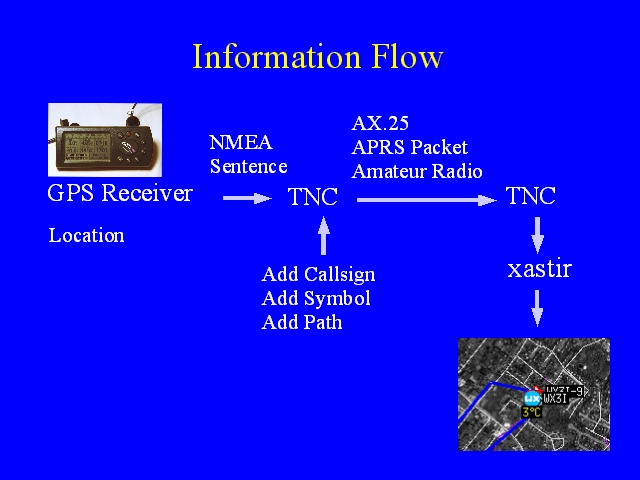 Information Flow
NMEA
Sentence
AX.25
APRS Packet
Amateur Radio
GPS Receiver
TNC
TNC
Location
Add Callsign
Add Symbol
Add Path
xastir
WX
WX3I
3°C